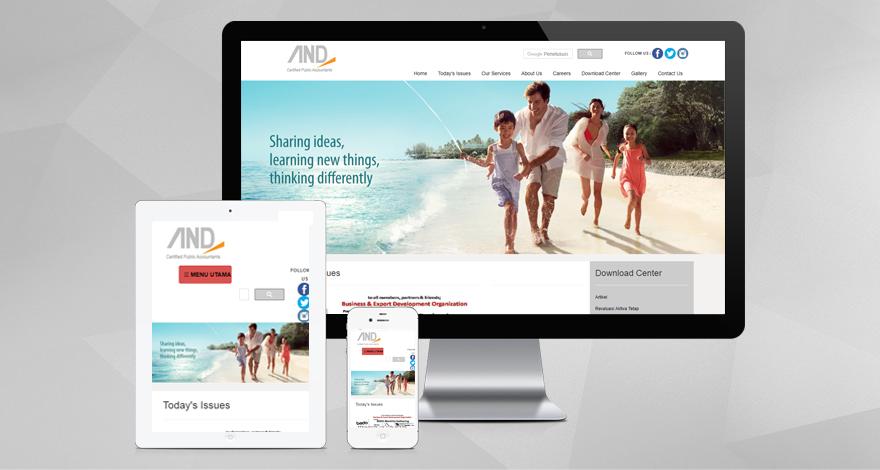 AND
Certified Public Accountants
Google Penelusuran
FOLLOW US :
Home Today's Issues Our Services About Us Careers Download Center Gallery Contact Us
Sharing ideas,
learning new things,
thinking differently
ues
Download Center
to all members, partners & friends;
Business & Export Development Organization
Artikel
Revaluasi Aktiva Tetap
AND
Certified Public Accountants
☰ MENU UTAMA
FOLLOW
US
Sharing ideas,
learning new things,
thinking differently
Today's Issues
AND
Today's Issues